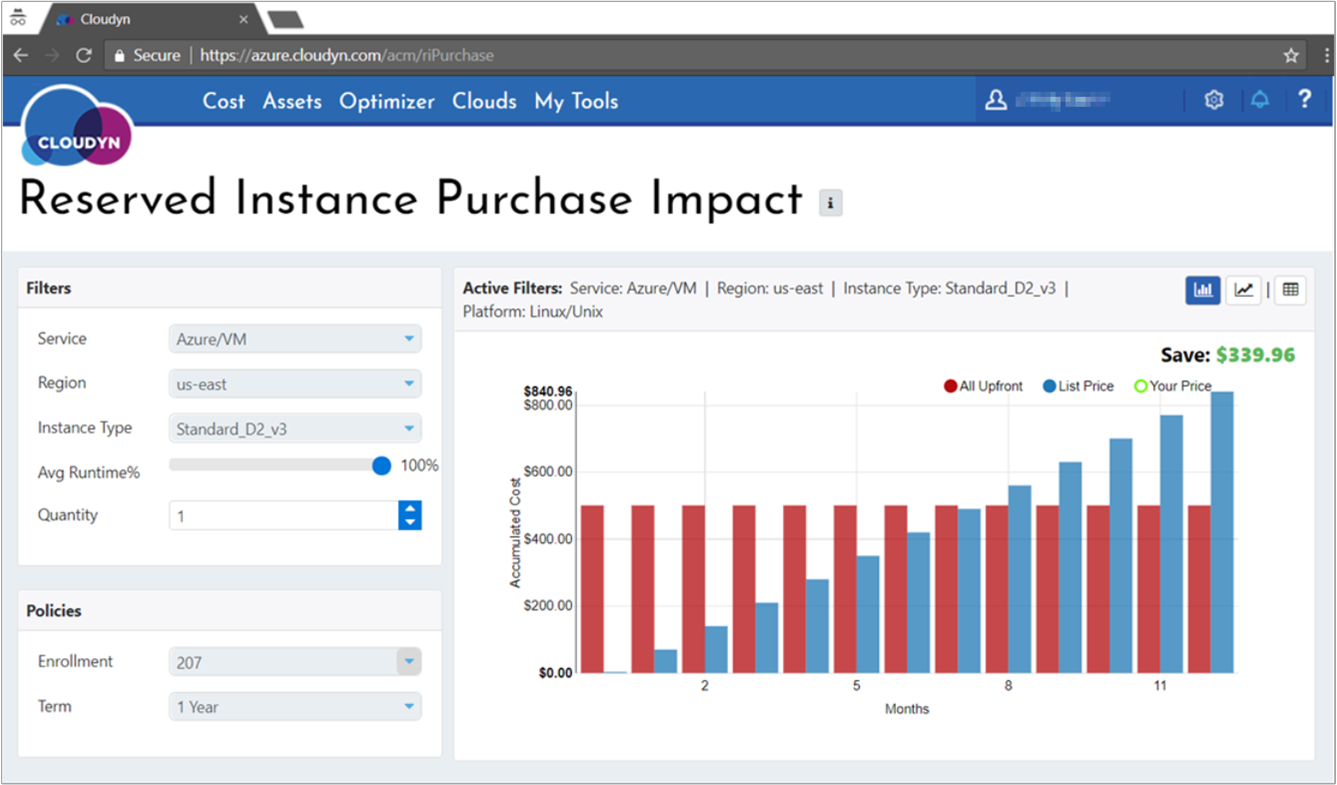 Cloudyn
Secure | https://azure.cloudyn.com/acm/riPurchase
Cost Assets Optimizer Clouds My Tools ?
CLOUDYN
Reserved Instance Purchase Impact i
Filters
Service Azure/VM
Region us-east
Instance Type Standard_D2_v3
Avg Runtime% 100%
Quantity 1
Policies
Enrollment 207
Term 1 Year
Active Filters: Service: Azure/VM | Region: us-east | Instance Type: Standard_D2_v3 |
Platform: Linux/Unix
Save: $339.96
All Upfront List Price Your Price
$840.96
$800.00
$600.00
$400.00
$200.00
$0.00
Accumulated Cost
2 5 8 11
Months